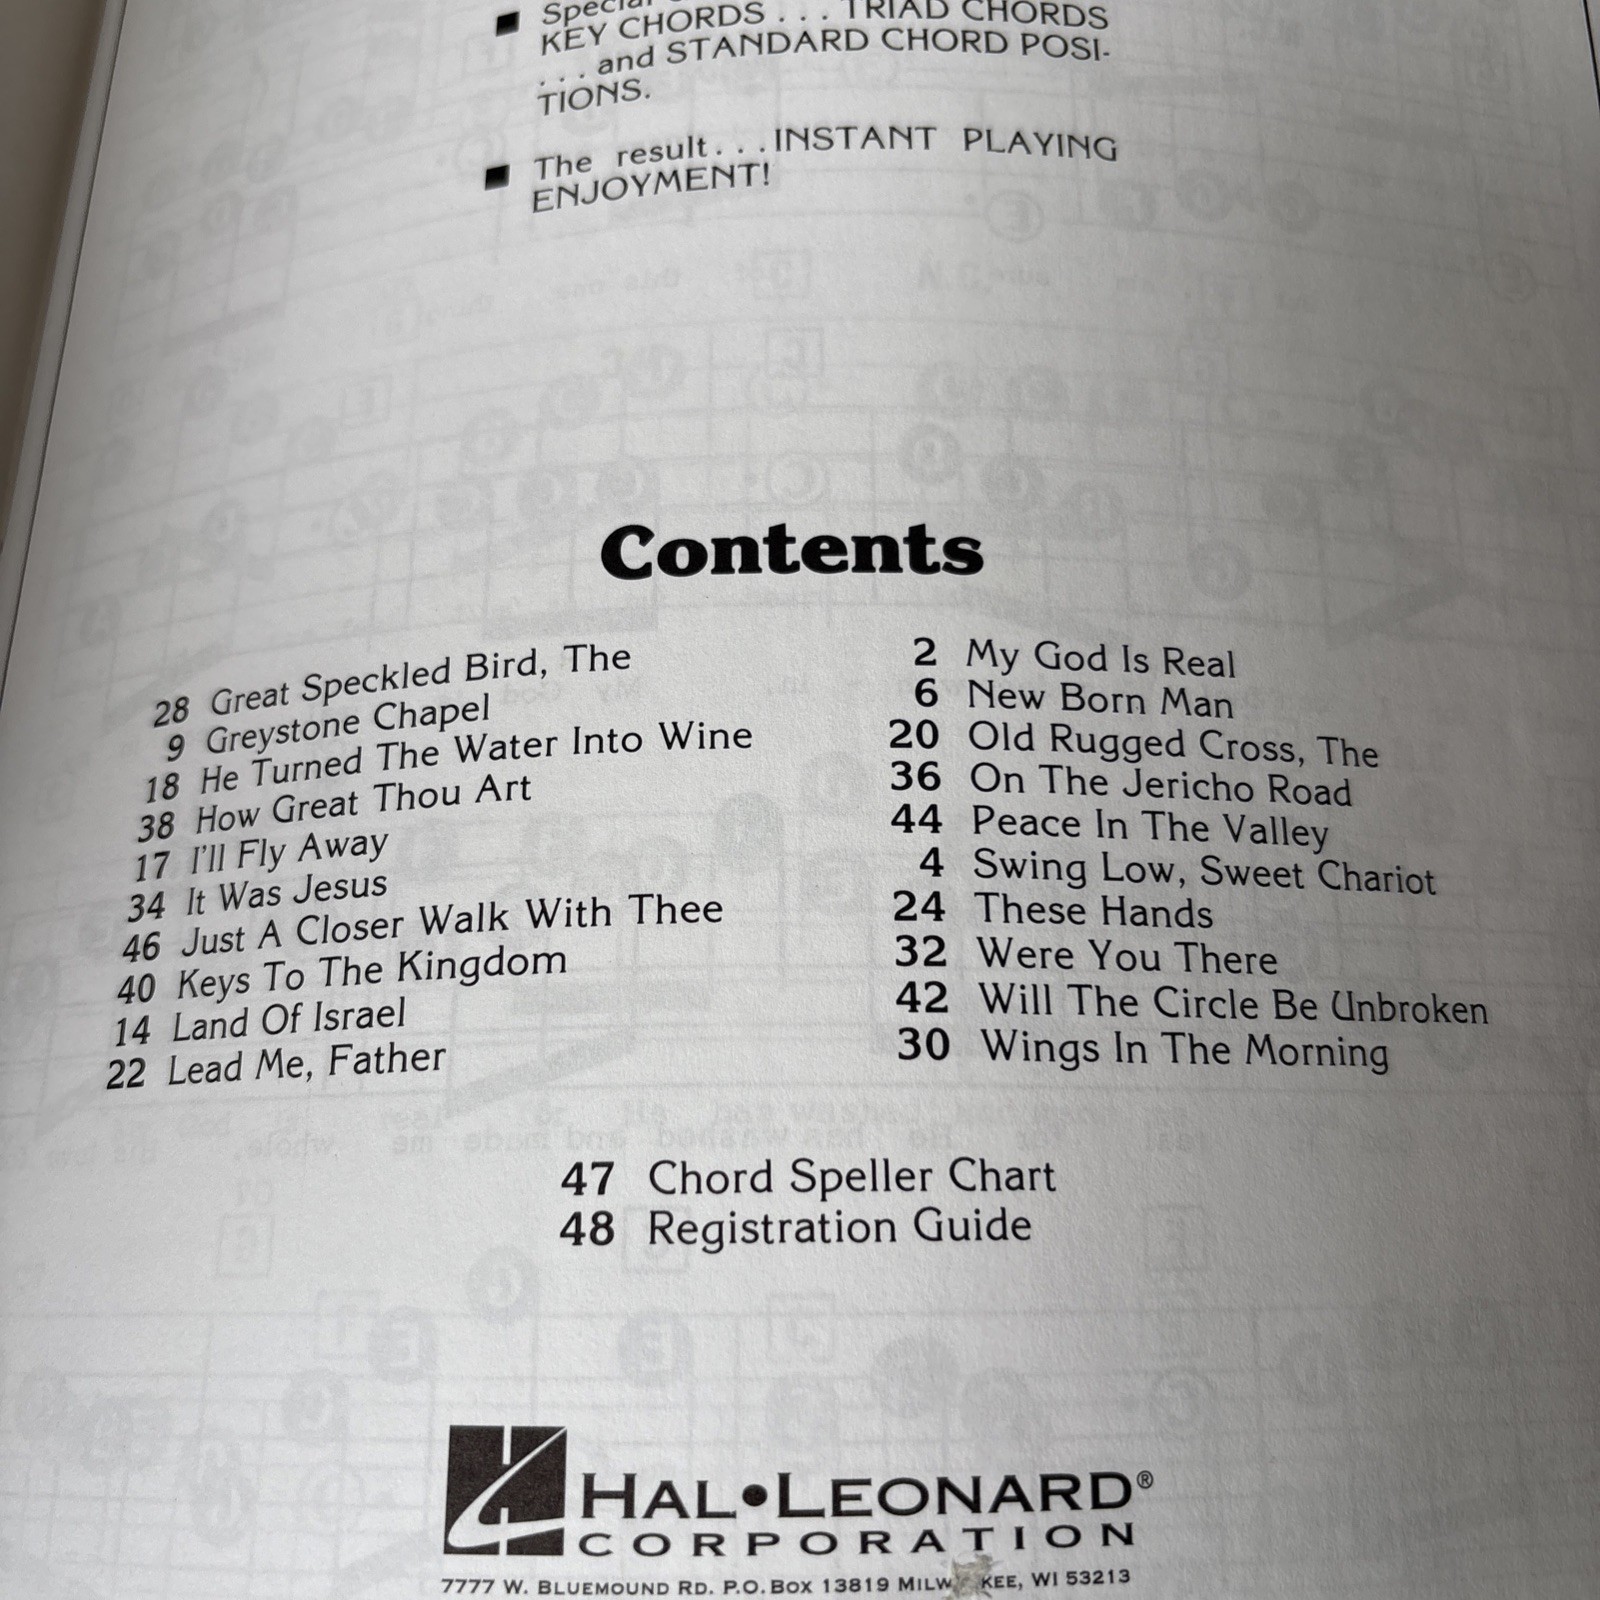 ■ Special
KEY CHORDS . . . TRIAD CHORDS
. . . and STANDARD CHORD POSI-
TIONS.
■ The result. . .INSTANT PLAYING
ENJOYMENT!
Contents
28 Great Speckled Bird, The
9 Greystone Chapel
18 He Turned The Water Into Wine
38 How Great Thou Art
17 I'll Fly Away
34 It Was Jesus
46 Just A Closer Walk With Thee
40 Keys To The Kingdom
14 Land Of Israel
22 Lead Me, Father
2 My God Is Real
6 New Born Man
20 Old Rugged Cross, The
36 On The Jericho Road
44 Peace In The Valley
4 Swing Low, Sweet Chariot
24 These Hands
32 Were You There
42 Will The Circle Be Unbroken
30 Wings In The Morning
47 Chord Speller Chart
48 Registration Guide
HAL•LEONARD®
CORPORATION
7777 W. BLUEMOUND RD. P.O. BOX 13819 MILW KEE, WI 53213